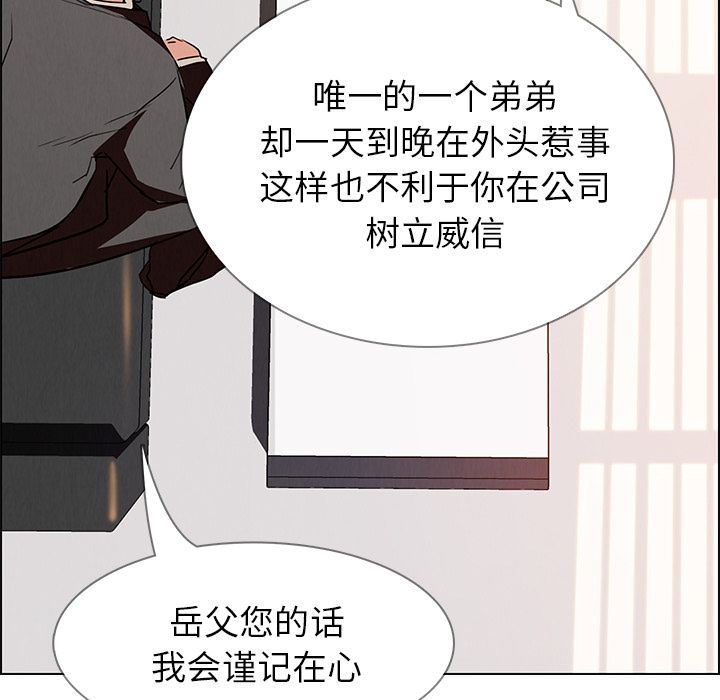 唯一的一个弟弟
却一天到晚在外头惹事
这样也不利于你在公司
树立威信
岳父您的话
我会谨记在心